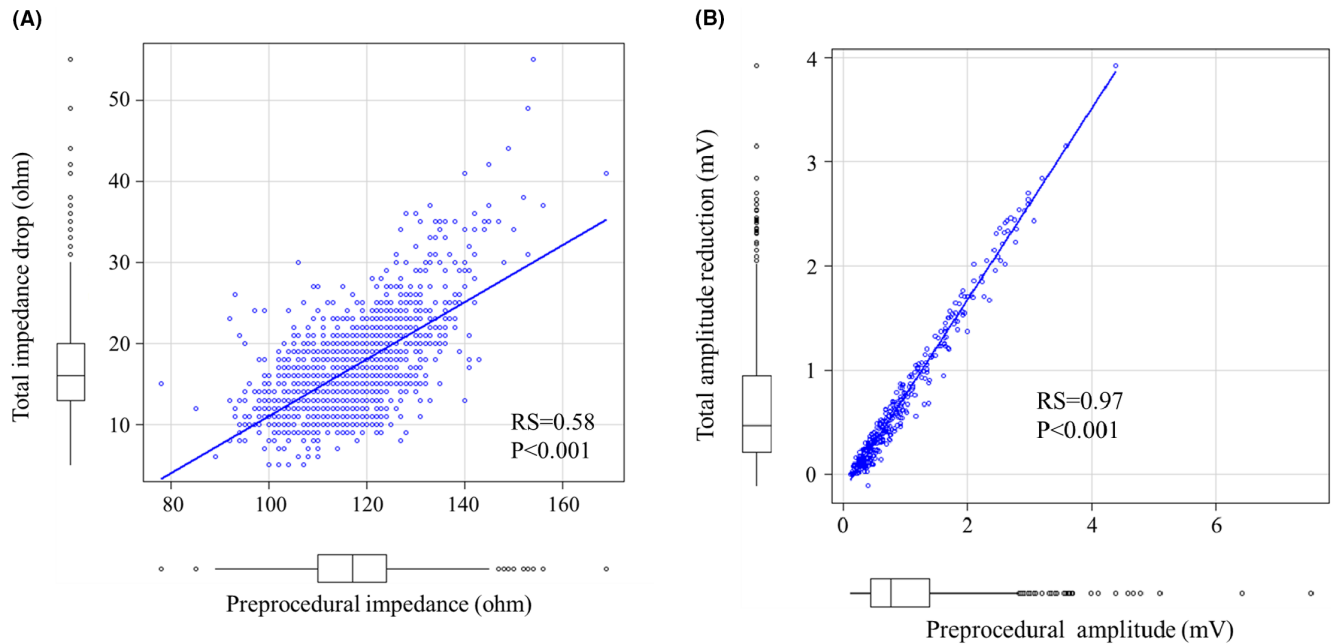 (A)
Total impedance drop (ohm)
50
40
30
20
10
RS=0.58
P<0.001
80 100 120 140 160
Preprocedural impedance (ohm)
(B)
Total amplitude reduction (mV)
4
3
2
1
0
RS=0.97
P<0.001
0 2 4 6
Preprocedural amplitude (mV)